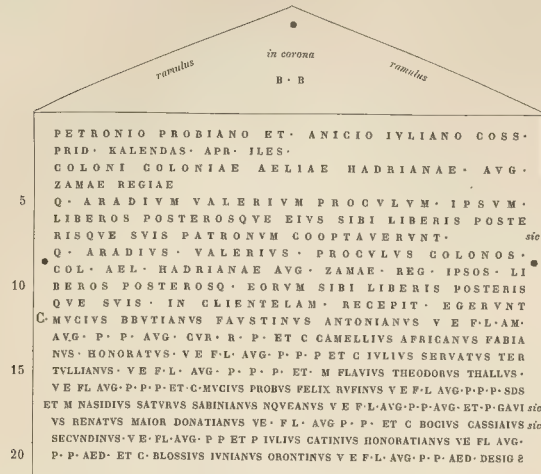 in corona
ramulus
ramulus
B · B
PETRONIO PROBIANO ET · ANICIO IVLIANO COSS ·
PRID · KALENDAS · APR · ILES ·
COLONI COLONIAE AELIAE HADRIANAE · AVG ·
ZAMAE REGIAE
5 Q · ARADIVM VALERIVM PROCVLVM · IPSVM ·
LIBEROS POSTEROSQVE EIVS SIBI LIBERIS POSTE
RISQVE SVIS PATRONVM COOPTAVERVNT · sic
Q · ARADIVS · VALERIVS · PROCVLVS COLONOS ·
COL · AEL · HADRIANAE AVG · ZAMAE · REG · IPSOS · LI
10 BEROS POSTEROSQ · EORVM SIBI LIBERIS POSTERIS
QVE SVIS · IN CLIENTELAM · RECEPIT · EGERVNT
C · MVCIVS BBVTIANVS FAVSTINVS ANTONIANVS V E F · L · AM ·
AVG · P · P · AVG · CVR · R · P · ET C CAMELLIVS AFRICANVS FABIA
NVS · HONORATVS · V E F · L · AVG · P · P · P ET C IVLIVS SERVATVS TER
15 TVLLIANVS · V E F · L · AVG · P · P · P ET · M FLAVIVS THEODORVS THALLVS ·
V E FL AVG · P · P · P · ET · C · MVCIVS PROBVS FELIX RVFINVS V E F · L AVG · P · P · P · SDS
ET M NASIDIVS SATVRVS SABINIANVS NQVEANVS V E F · L · AVG · P · P · AVG · ET · P · GAVI sic
VS RENATVS MAIOR DONATIANVS VE · F L · AVG P · P · ET C BOCIVS CASSIAIVS sic
SECVNDINVS · V E · FL · AVG · P P ET P IVLIVS CATINIVS HONORATIANVS VE FL AVG ·
20 P · P · AED · ET C · BLOSSIVS IVNIANVS ORONTINVS V E F · L · AVG · P · P · AED · DESIG